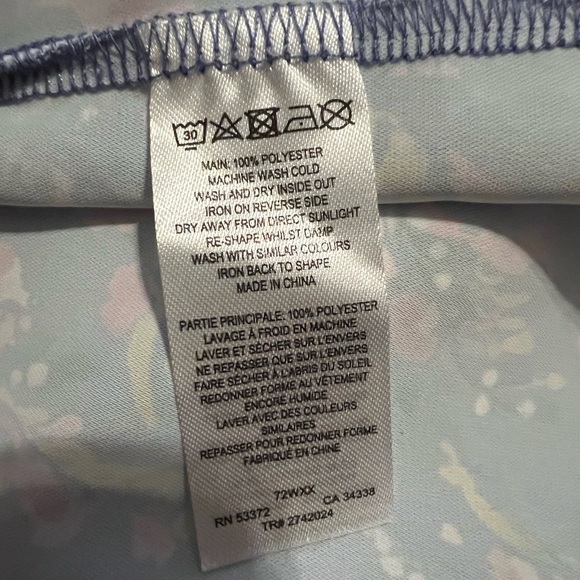 30
MAIN: 100% POLYESTER
MACHINE WASH COLD
WASH AND DRY INSIDE OUT
IRON ON REVERSE SIDE
DRY AWAY FROM DIRECT SUNLIGHT
RE-SHAPE WHILST DAMP
WASH WITH SIMILAR COLOURS
IRON BACK TO SHAPE
MADE IN CHINA
PARTIE PRINCIPALE: 100% POLYESTER
LAVAGE À FROID EN MACHINE
LAVER ET SÉCHER SUR L'ENVERS
NE REPASSER QUE SUR L'ENVERS
FAIRE SÉCHER À L'ABRIS DU SOLEIL
REDONNER FORME AU VÊTEMENT
ENCORE HUMIDE
LAVER AVEC DES COULEURS
SIMILAIRES
REPASSER POUR REDONNER FORME
FABRIQUÉ EN CHINE
72WXX
RN 53372 CA 34338
TR# 2742024